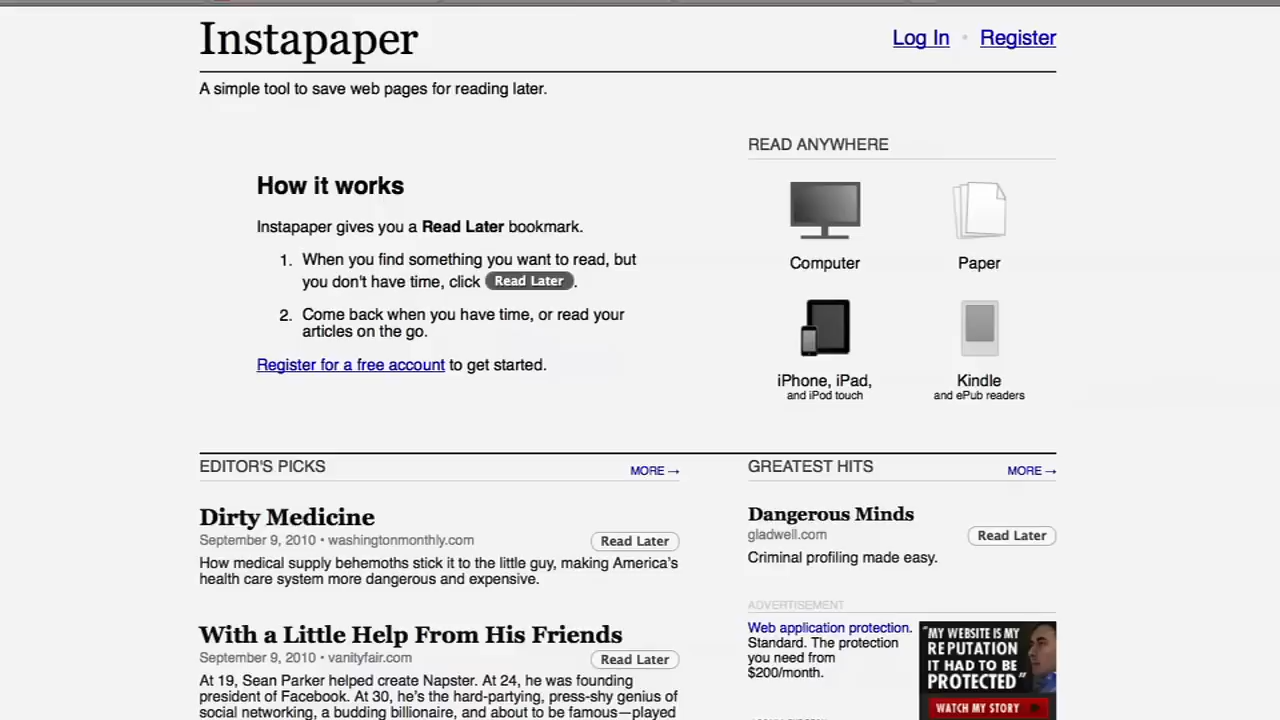 Instapaper
Log In • Register
A simple tool to save web pages for reading later.
How it works
Instapaper gives you a Read Later bookmark.
1. When you find something you want to read, but
you don't have time, click Read Later.
2. Come back when you have time, or read your
articles on the go.
Register for a free account to get started.
READ ANYWHERE
Computer
Paper
iPhone, iPad,
and iPod touch
Kindle
and ePub readers
EDITOR'S PICKS
MORE →
Dirty Medicine
September 9, 2010 • washingtonmonthly.com
Read Later
How medical supply behemoths stick it to the little guy, making America's
health care system more dangerous and expensive.
With a Little Help From His Friends
September 9, 2010 • vanityfair.com
Read Later
At 19, Sean Parker helped create Napster. At 24, he was founding
president of Facebook. At 30, he's the hard-partying, press-shy genius of
social networking, a budding billionaire, and about to be famous—played
GREATEST HITS
MORE →
Dangerous Minds
gladwell.com
Read Later
Criminal profiling made easy.
ADVERTISEMENT
Web application protection.
Standard. The protection
you need from
$200/month.
"MY WEBSITE IS MY
REPUTATION
IT HAD TO BE
PROTECTED"
WATCH MY STORY